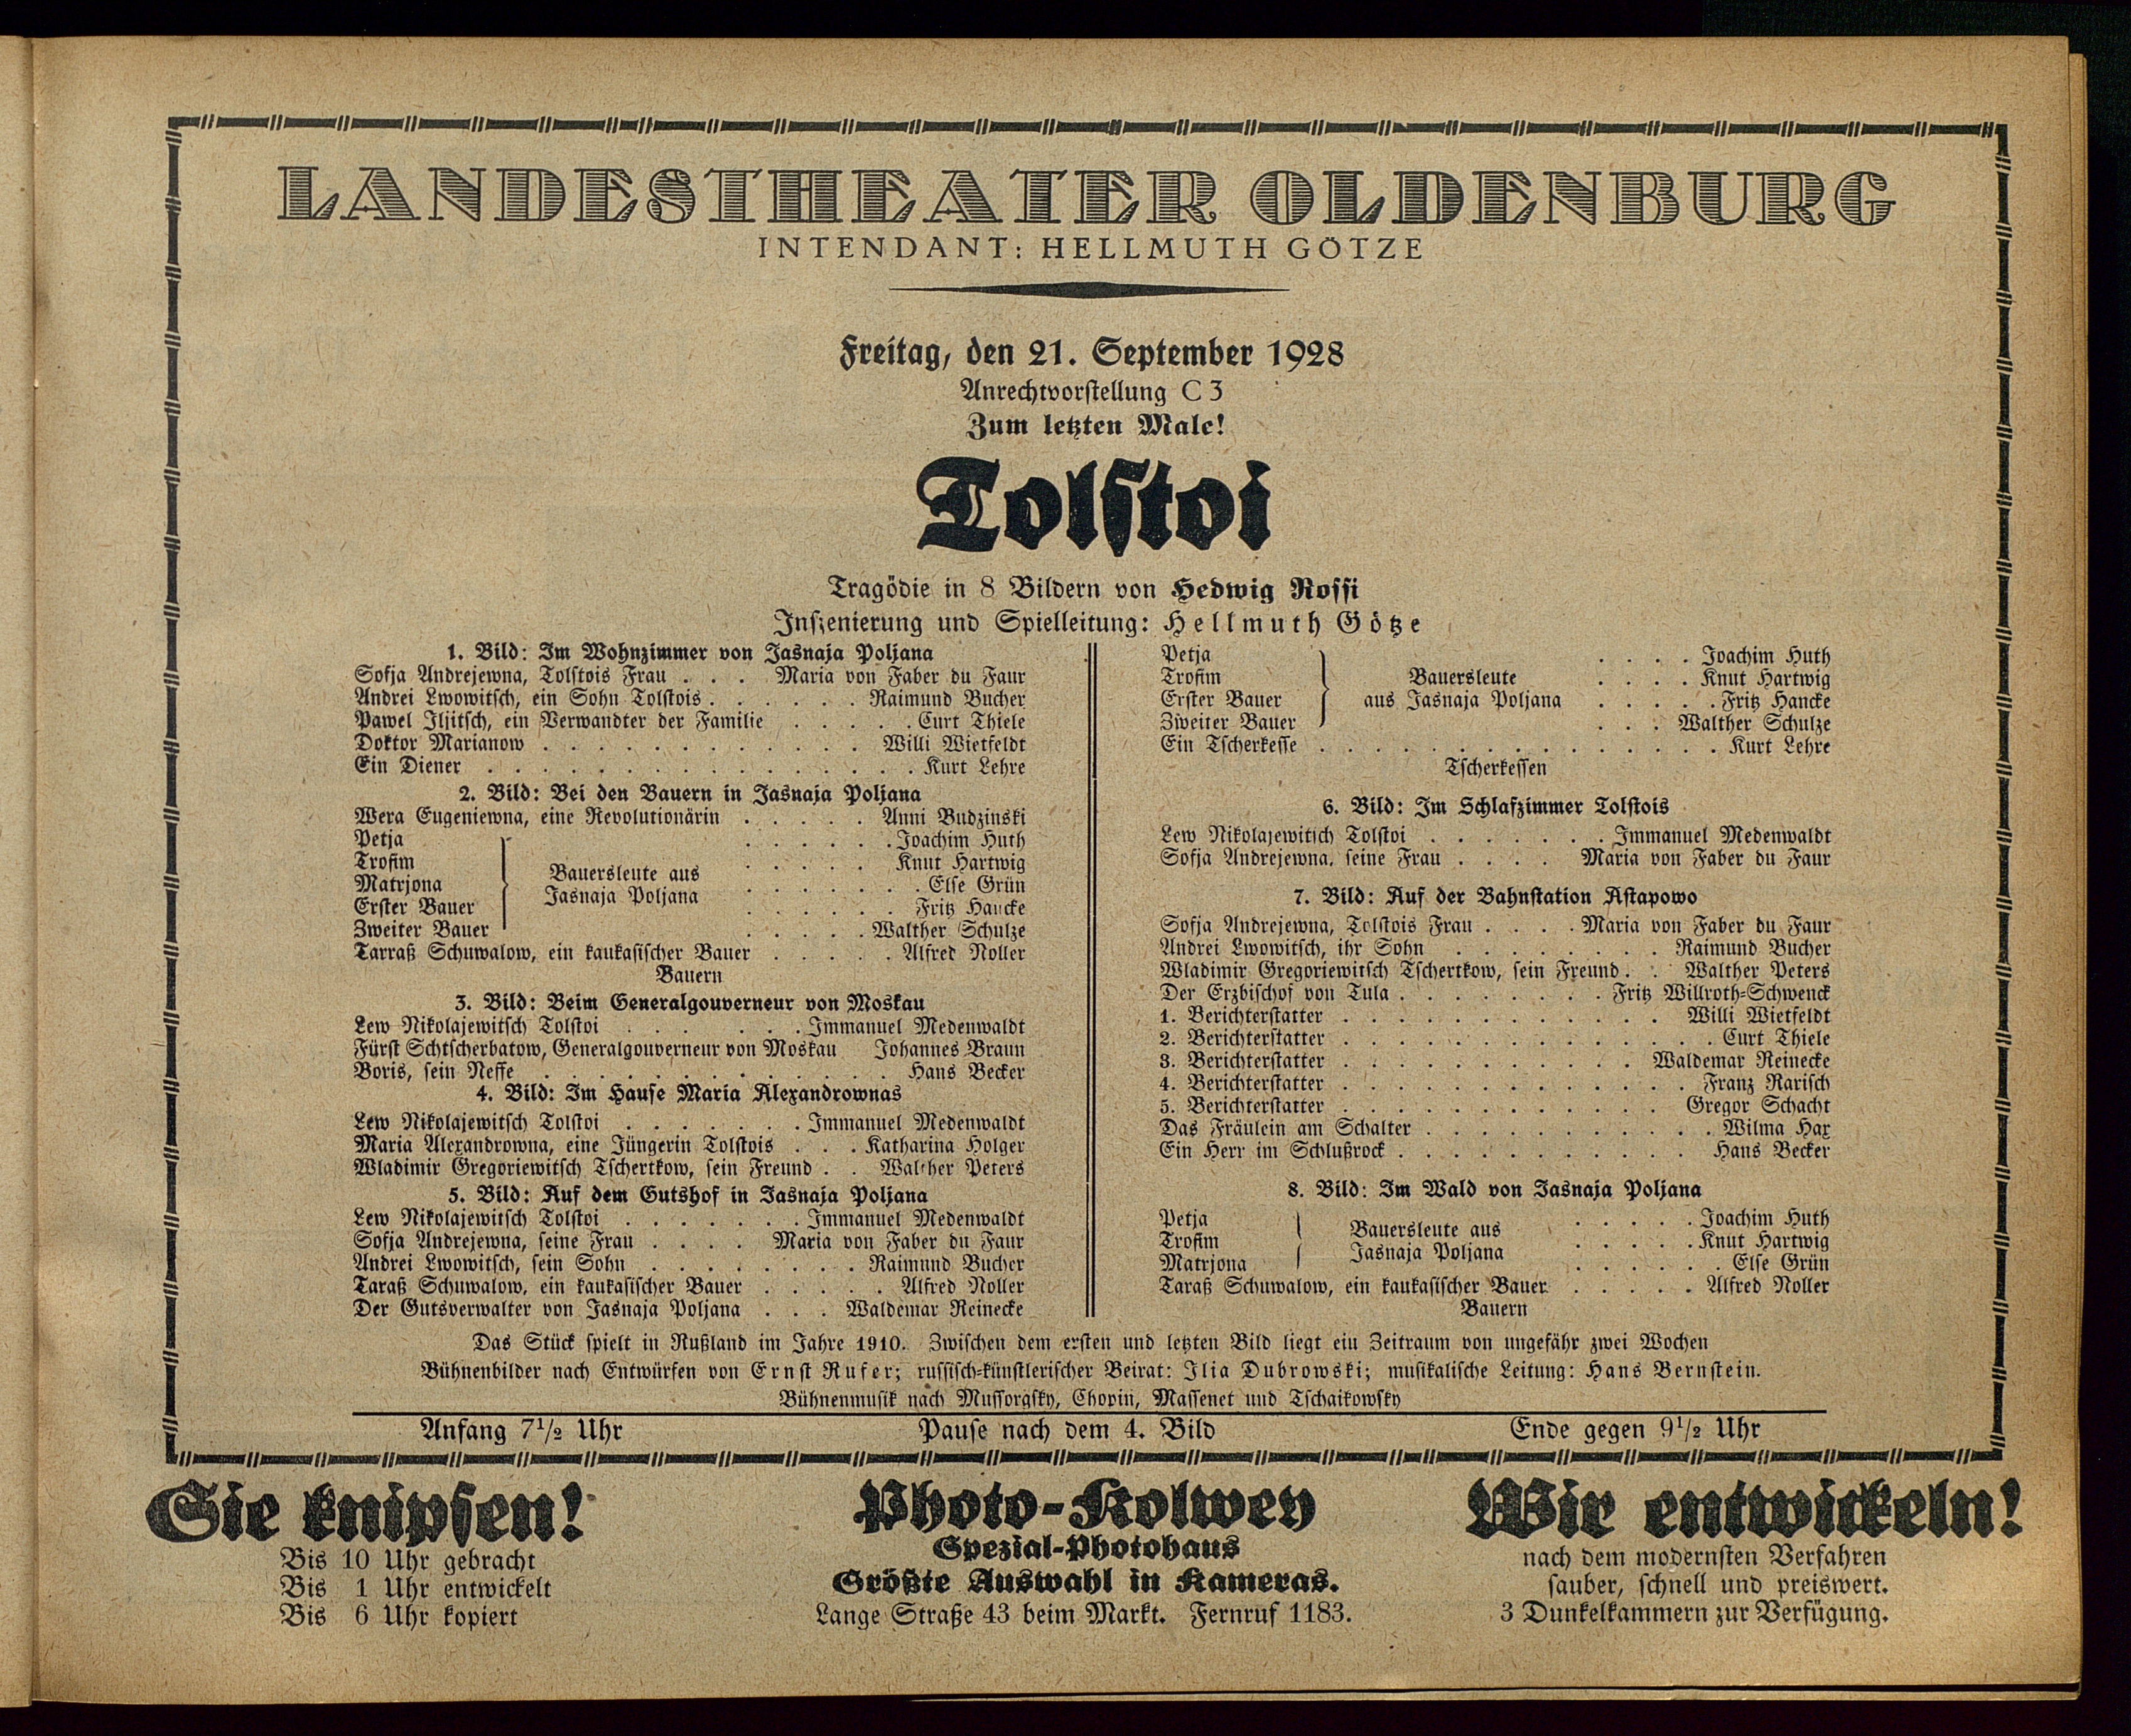 LANDESTHEATER OLDENBURG
INTENDANT: HELLMUTH GÖTZE
Freitag, den 21. September 1928
Anrechtvorstellung C 3
Zum letzten Male!
Tolstoi
Tragödie in 8 Bildern von Hedwig Rossi
Inszenierung und Spielleitung: Hellmuth Götze
1. Bild: Im Wohnzimmer von Jasnaja Poljana
Sofja Andrejewna, Tolstois Frau . . . Maria von Faber du Faur
Andrei Lwowitsch, ein Sohn Tolstois . . . . . . Raimund Bucher
Pawel Iljitsch, ein Verwandter der Familie . . . . . Curt Thiele
Doktor Marianow . . . . . . . . . . . . Willi Wietfeldt
Ein Diener . . . . . . . . . . . . . . . . Kurt Lehre
2. Bild: Bei den Bauern in Jasnaja Poljana
Wera Eugeniewna, eine Revolutionärin . . . . . Anni Budzinski
Petja . . . . . . Joachim Huth
Trofim . . . . . Knut Hartwig
Bauersleute aus
Matrjona . . . . . . . Else Grün
Jasnaja Poljana
Erster Bauer . . . . . . Fritz Hancke
Zweiter Bauer . . . . . Walther Schulze
Tarraß Schuwalow, ein kaukasischer Bauer . . . . . Alfred Noller
Bauern
3. Bild: Beim Generalgouverneur von Moskau
Lew Nikolajewitsch Tolstoi . . . . . . Immanuel Medenwaldt
Fürst Schtscherbatow, Generalgouverneur von Moskau Johannes Braun
Boris, sein Neffe . . . . . . . . . . . . . Hans Becker
4. Bild: Im Hause Maria Alexandrownas
Lew Nikolajewitsch Tolstoi . . . . . . . Immanuel Medenwaldt
Maria Alexandrowna, eine Jüngerin Tolstois . . . Katharina Holger
Wladimir Gregoriewitsch Tschertkow, sein Freund . . Walther Peters
5. Bild: Auf dem Gutshof in Jasnaja Poljana
Lew Nikolajewitsch Tolstoi . . . . . . . Immanuel Medenwaldt
Sofja Andrejewna, seine Frau . . . . Maria von Faber du Faur
Andrei Lwowitsch, sein Sohn . . . . . . . . Raimund Bucher
Taraß Schuwalow, ein kaukasischer Bauer . . . . . Alfred Noller
Der Gutsverwalter von Jasnaja Poljana . . . Waldemar Reinecke
Petja . . . . Joachim Huth
Trofim Bauersleute . . . . Knut Hartwig
Erster Bauer aus Jasnaja Poljana . . . . . Fritz Hancke
Zweiter Bauer . . . Walther Schulze
Ein Tscherkesse . . . . . . . . . . . . . . . Kurt Lehre
Tscherkessen
6. Bild: Im Schlafzimmer Tolstois
Lew Nikolajewitsch Tolstoi . . . . . . . Immanuel Medenwaldt
Sofja Andrejewna, seine Frau . . . . Maria von Faber du Faur
7. Bild: Auf der Bahnstation Astapowo
Sofja Andrejewna, Tolstois Frau . . . . Maria von Faber du Faur
Andrei Lwowitsch, ihr Sohn . . . . . . . . Raimund Bucher
Wladimir Gregoriewitsch Tschertkow, sein Freund . . Walther Peters
Der Erzbischof von Tula . . . . . . . . Fritz Willroth-Schwenck
1. Berichterstatter . . . . . . . . . . . . Willi Wietfeldt
2. Berichterstatter . . . . . . . . . . . . . . Curt Thiele
3. Berichterstatter . . . . . . . . . . . Waldemar Reinecke
4. Berichterstatter . . . . . . . . . . . . . Franz Rarisch
5. Berichterstatter . . . . . . . . . . . . Gregor Schacht
Das Fräulein am Schalter . . . . . . . . . . . Wilma Hax
Ein Herr im Schlußrock . . . . . . . . . . Hans Becker
8. Bild: Im Wald von Jasnaja Poljana
Petja . . . . . Joachim Huth
Bauersleute aus
Trofim . . . . . Knut Hartwig
Jasnaja Poljana
Matrjona . . . . . . Else Grün
Taraß Schuwalow, ein kaukasischer Bauer . . . . . Alfred Noller
Bauern
Das Stück spielt in Rußland im Jahre 1910. Zwischen dem ersten und letzten Bild liegt ein Zeitraum von ungefähr zwei Wochen
Bühnenbilder nach Entwürfen von Ernst Rufer; russisch-künstlerischer Beirat: Ilia Dubrowski; musikalische Leitung: Hans Bernstein.
Bühnenmusik nach Mussorgsky, Chopin, Massenet und Tschaikowsky
Anfang 7½ Uhr Pause nach dem 4. Bild Ende gegen 9½ Uhr
Sie knipsen!
Bis 10 Uhr gebracht
Bis 1 Uhr entwickelt
Bis 6 Uhr kopiert
Photo-Kolwey
Spezial-Photohaus
Größte Auswahl in Kameras.
Lange Straße 43 beim Markt. Fernruf 1183.
Wir entwickeln!
nach dem modernsten Verfahren
sauber, schnell und preiswert.
3 Dunkelkammern zur Verfügung.